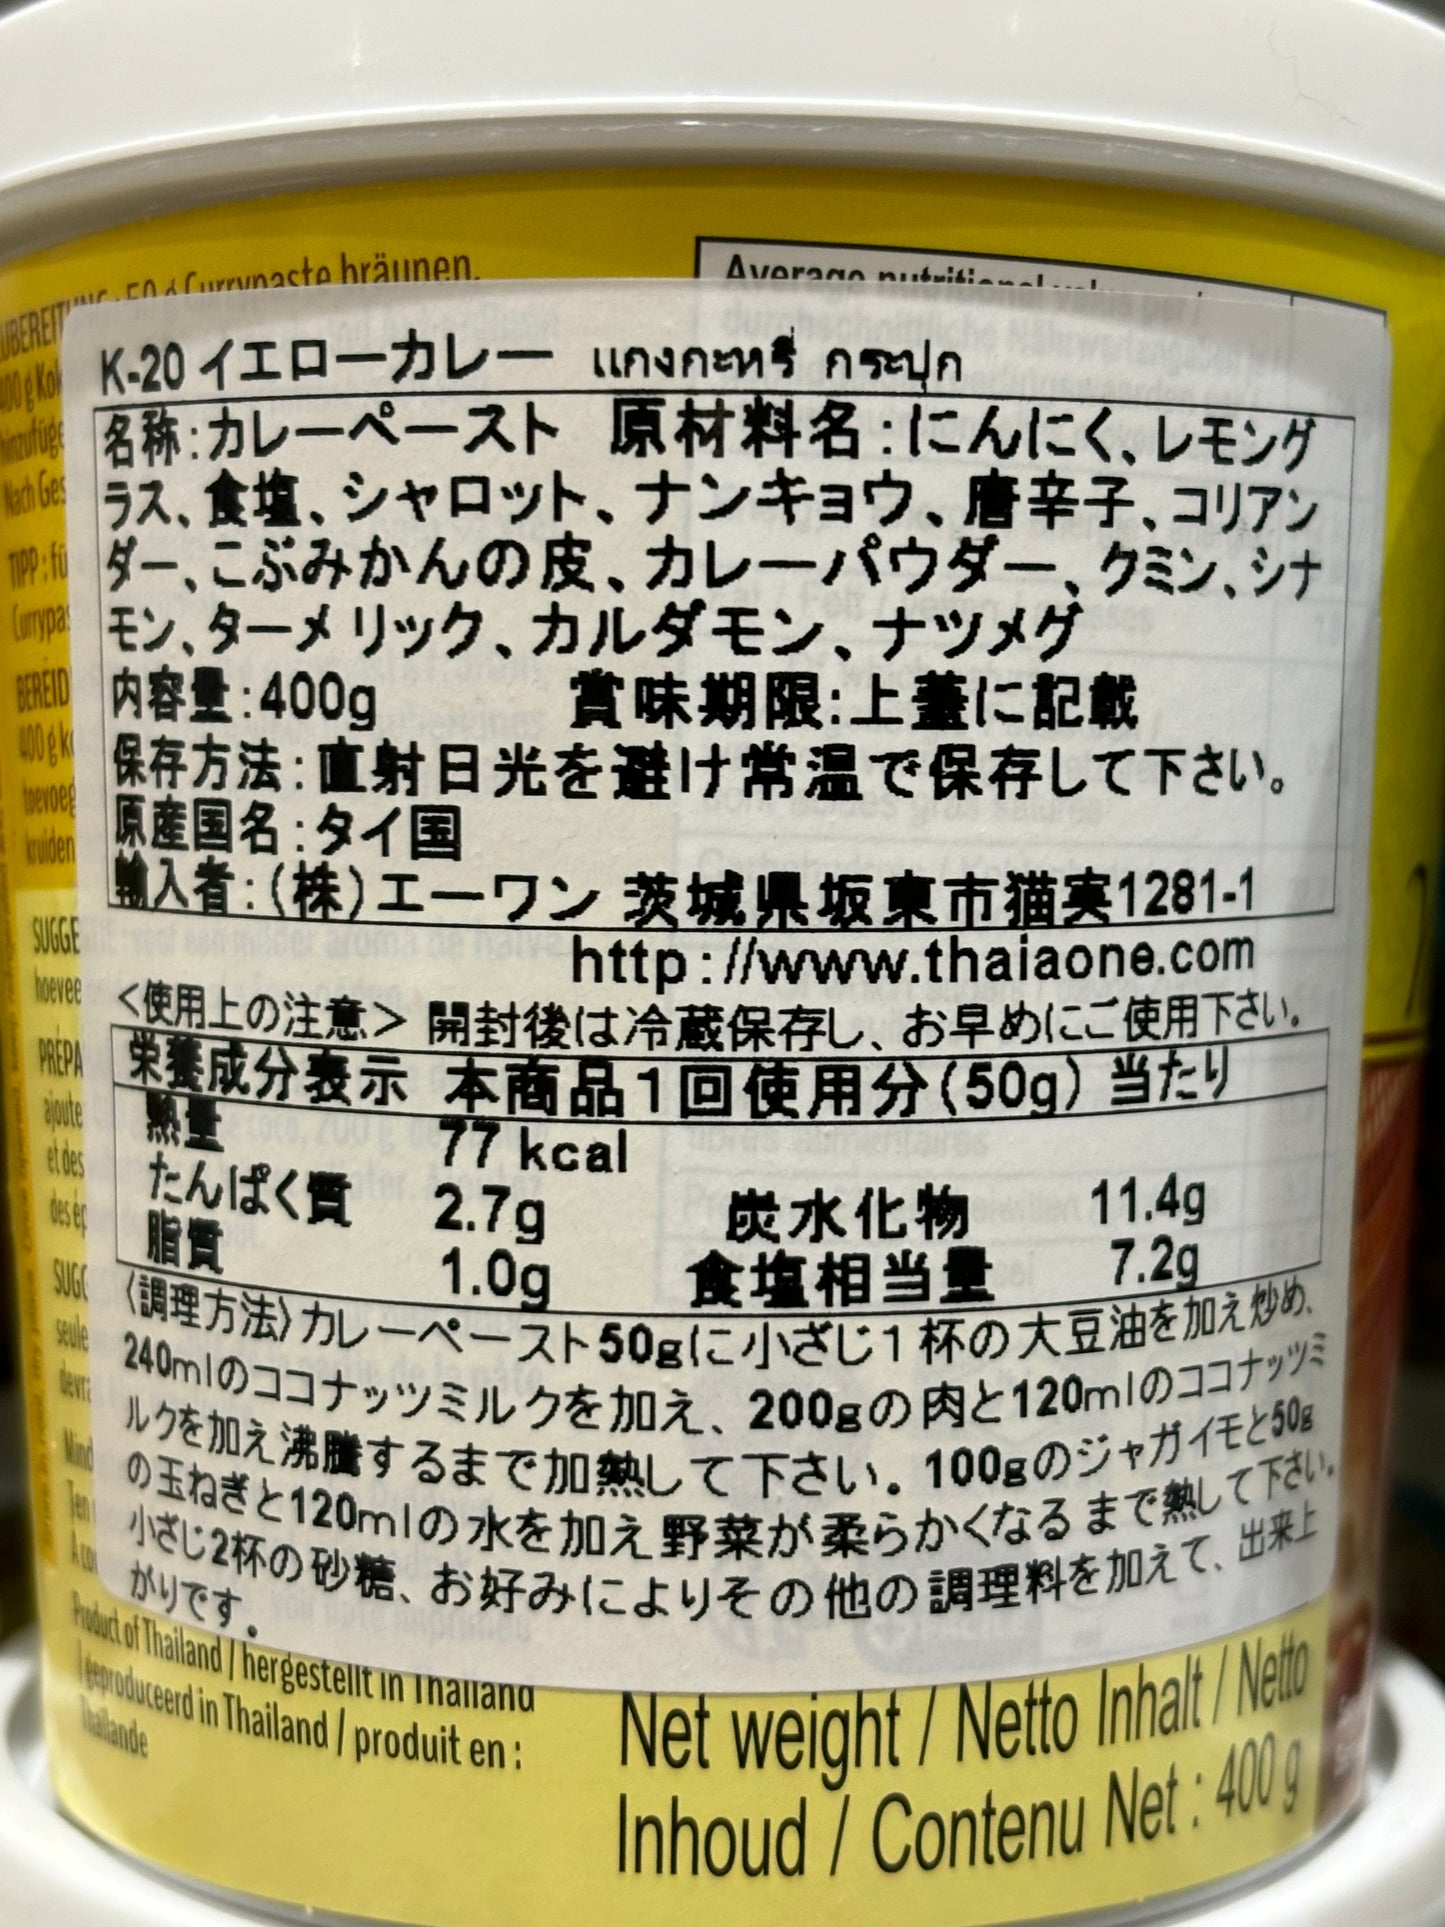 50 g Currypaste bräunen.
Average nutritional
K-20 イエローカレー แกงกะหรี่ กระปุก
名称:カレーペースト 原材料名:にんにく、レモング
ラス、食塩、シャロット、ナンキョウ、唐辛子、コリアン
ダー、こぶみかんの皮、カレーパウダー、クミン、シナ
モン、ターメリック、カルダモン、ナツメグ
内容量:400g 賞味期限:上蓋に記載
保存方法:直射日光を避け常温で保存して下さい。
原産国名:タイ国
輸入者:(株)エーワン 茨城県坂東市猫実1281-1
http://www.thaiaone.com
<使用上の注意> 開封後は冷蔵保存し、お早めにご使用下さい。
栄養成分表示 本商品1回使用分(50g) 当たり
熱量 77 kcal
たんぱく質 2.7g 炭水化物 11.4g
脂質 1.0g 食塩相当量 7.2g
〈調理方法〉カレーペースト50gに小さじ1杯の大豆油を加え炒め、
240mlのココナッツミルクを加え、200gの肉と120mlのココナッツミ
ルクを加え沸騰するまで加熱して下さい。100gのジャガイモと50g
の玉ねぎと120mlの水を加え野菜が柔らかくなるまで熱して下さい。
小さじ2杯の砂糖、お好みによりその他の調理料を加えて、出来上
がりです。
Product of Thailand / hergestellt in Thailand
/ geproduceerd in Thailand / produit en :
Thaïlande
Net weight / Netto Inhalt / Netto
Inhoud / Contenu Net : 400 g